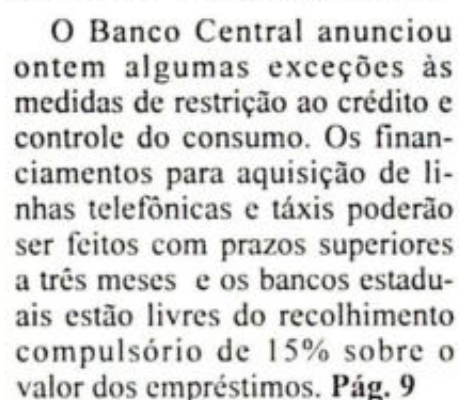 O Banco Central anunciou
ontem algumas exceções às
medidas de restrição ao crédito e
controle do consumo. Os finan-
ciamentos para aquisição de li-
nhas telefônicas e táxis poderão
ser feitos com prazos superiores
a três meses e os bancos estadu-
ais estão livres do recolhimento
compulsório de 15% sobre o
valor dos empréstimos. Pág. 9